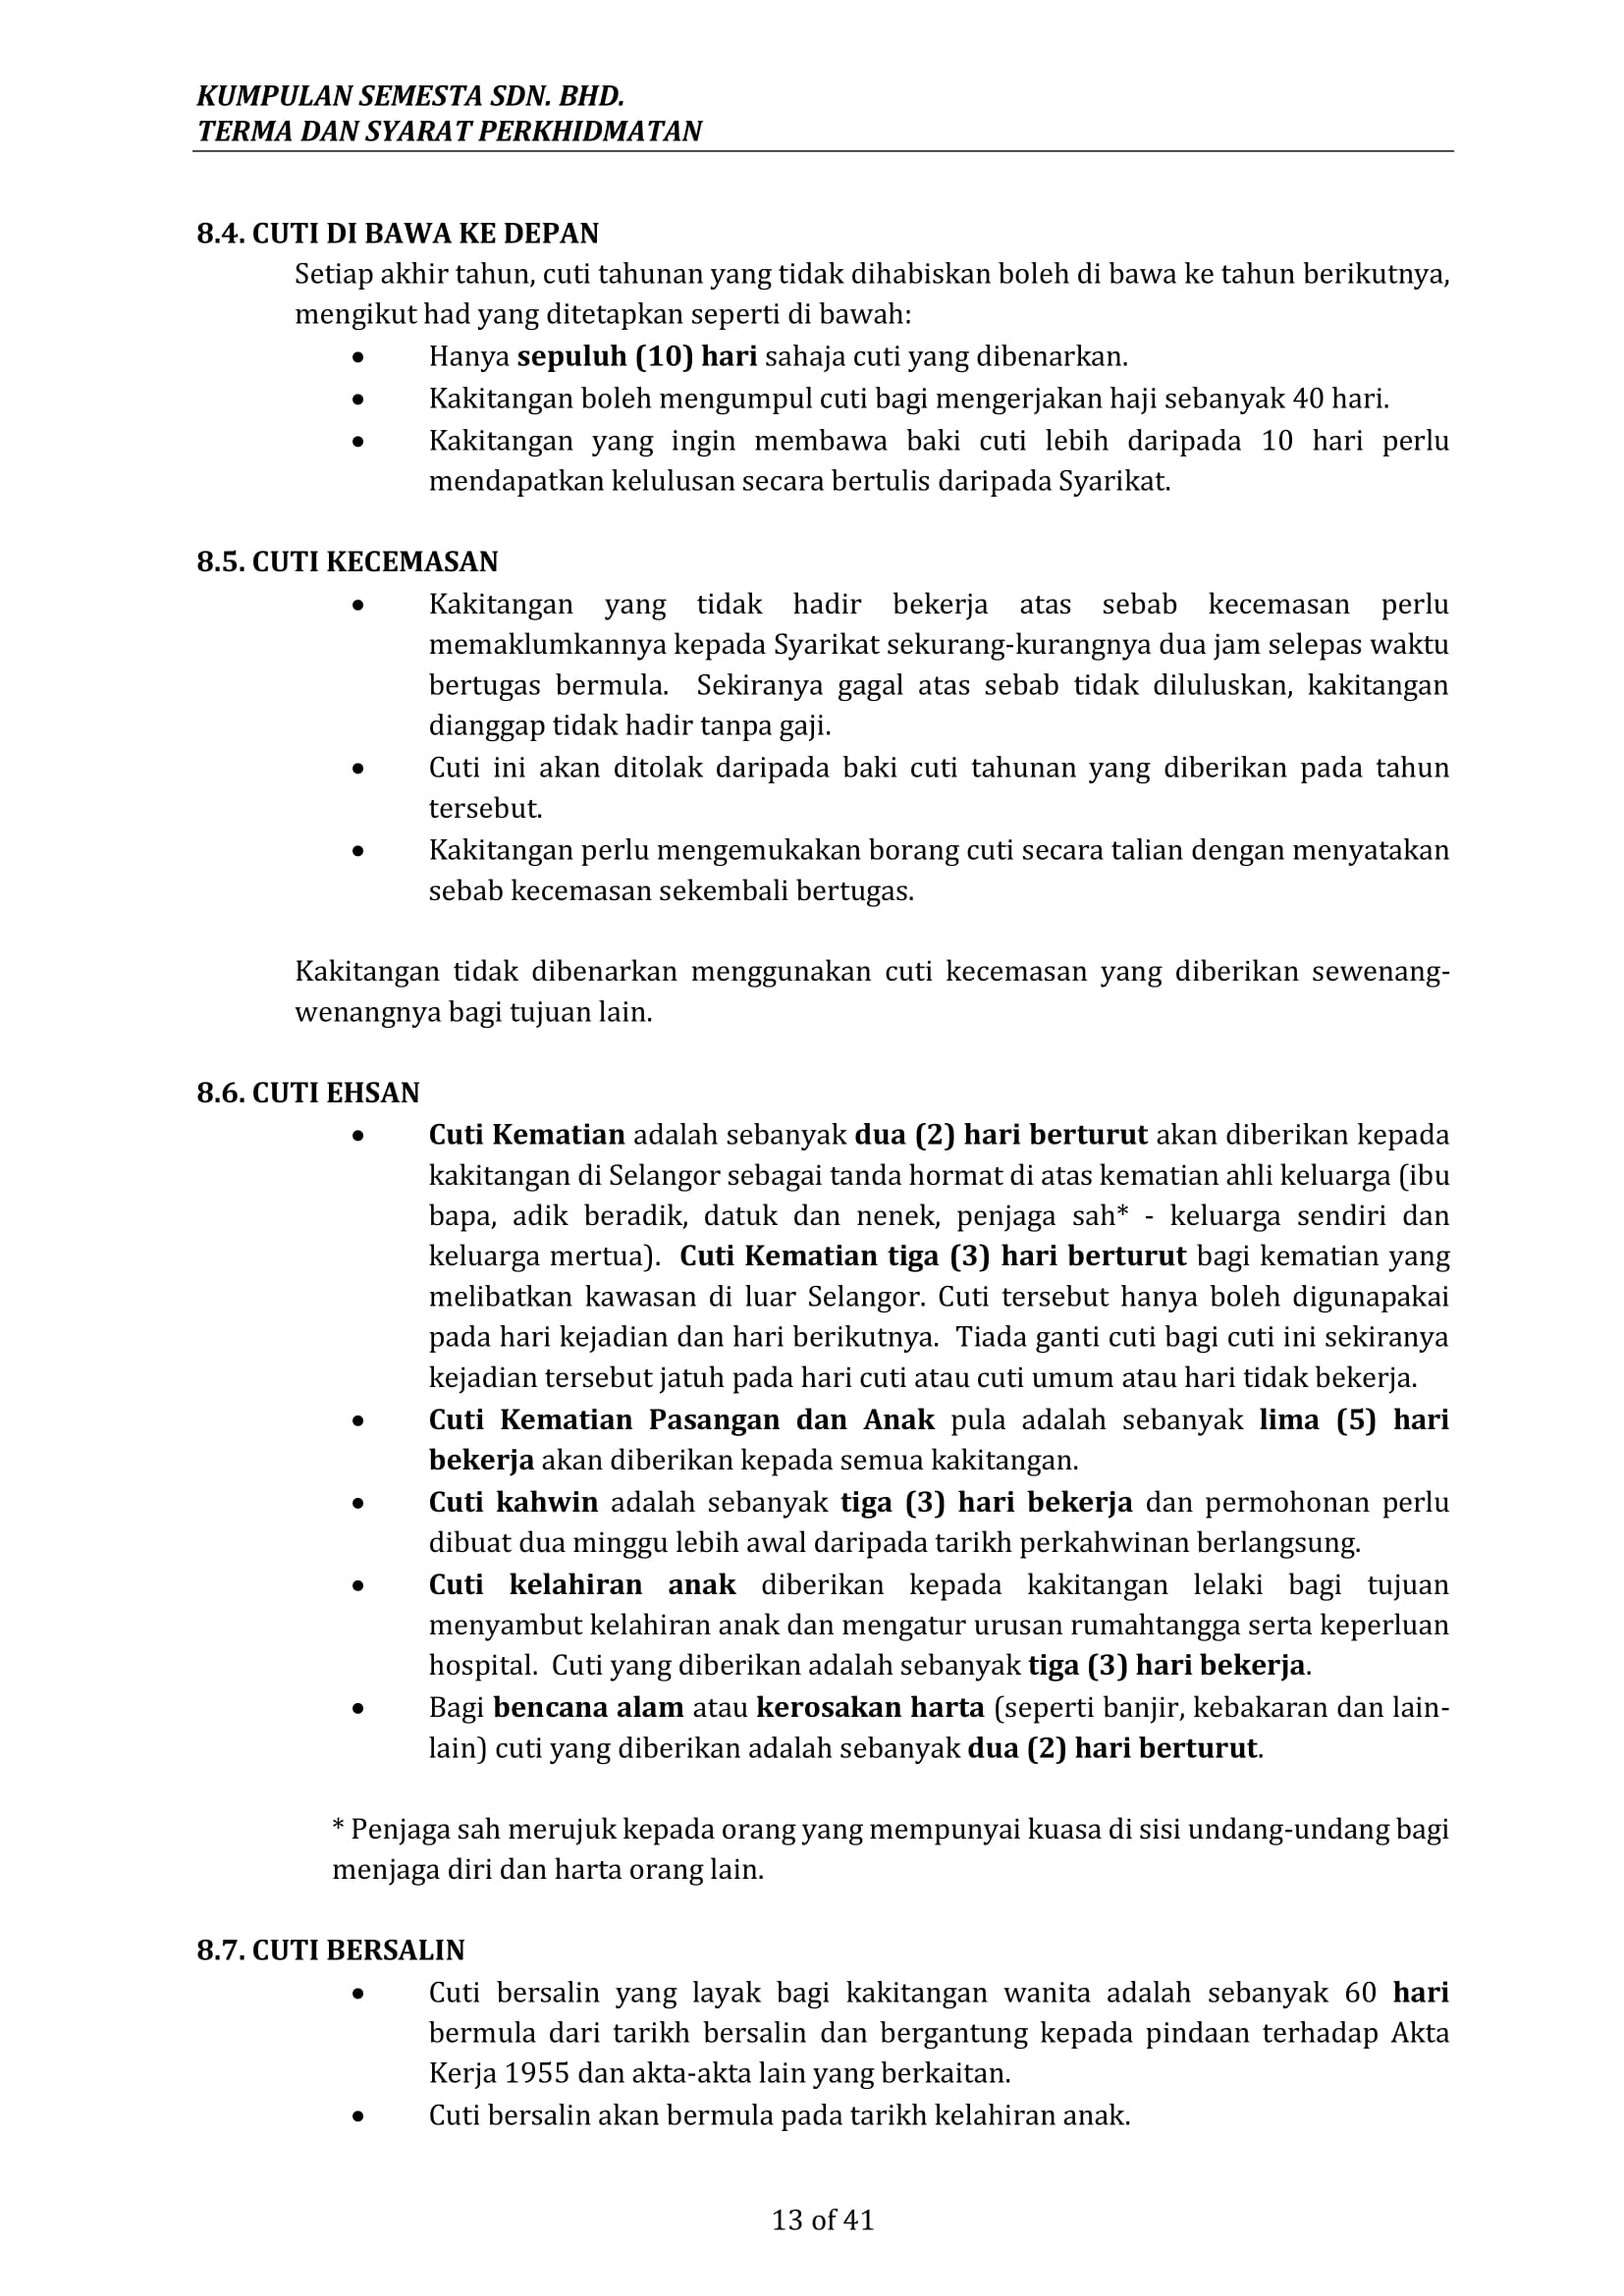 KUMPULAN SEMESTA SDN. BHD.
TERMA DAN SYARAT PERKHIDMATAN
8.4. CUTI DI BAWA KE DEPAN
Setiap akhir tahun, cuti tahunan yang tidak dihabiskan boleh di bawa ke tahun berikutnya,
mengikut had yang ditetapkan seperti di bawah:
• Hanya sepuluh (10) hari sahaja cuti yang dibenarkan.
• Kakitangan boleh mengumpul cuti bagi mengerjakan haji sebanyak 40 hari.
• Kakitangan yang ingin membawa baki cuti lebih daripada 10 hari perlu
mendapatkan kelulusan secara bertulis daripada Syarikat.
8.5. CUTI KECEMASAN
• Kakitangan yang tidak hadir bekerja atas sebab kecemasan perlu
memaklumkannya kepada Syarikat sekurang-kurangnya dua jam selepas waktu
bertugas bermula. Sekiranya gagal atas sebab tidak diluluskan, kakitangan
dianggap tidak hadir tanpa gaji.
• Cuti ini akan ditolak daripada baki cuti tahunan yang diberikan pada tahun
tersebut.
• Kakitangan perlu mengemukakan borang cuti secara talian dengan menyatakan
sebab kecemasan sekembali bertugas.
Kakitangan tidak dibenarkan menggunakan cuti kecemasan yang diberikan sewenang-
wenangnya bagi tujuan lain.
8.6. CUTI EHSAN
• Cuti Kematian adalah sebanyak dua (2) hari berturut akan diberikan kepada
kakitangan di Selangor sebagai tanda hormat di atas kematian ahli keluarga (ibu
bapa, adik beradik, datuk dan nenek, penjaga sah* - keluarga sendiri dan
keluarga mertua). Cuti Kematian tiga (3) hari berturut bagi kematian yang
melibatkan kawasan di luar Selangor. Cuti tersebut hanya boleh digunapakai
pada hari kejadian dan hari berikutnya. Tiada ganti cuti bagi cuti ini sekiranya
kejadian tersebut jatuh pada hari cuti atau cuti umum atau hari tidak bekerja.
• Cuti Kematian Pasangan dan Anak pula adalah sebanyak lima (5) hari
bekerja akan diberikan kepada semua kakitangan.
• Cuti kahwin adalah sebanyak tiga (3) hari bekerja dan permohonan perlu
dibuat dua minggu lebih awal daripada tarikh perkahwinan berlangsung.
• Cuti kelahiran anak diberikan kepada kakitangan lelaki bagi tujuan
menyambut kelahiran anak dan mengatur urusan rumahtangga serta keperluan
hospital. Cuti yang diberikan adalah sebanyak tiga (3) hari bekerja.
• Bagi bencana alam atau kerosakan harta (seperti banjir, kebakaran dan lain-
lain) cuti yang diberikan adalah sebanyak dua (2) hari berturut.
* Penjaga sah merujuk kepada orang yang mempunyai kuasa di sisi undang-undang bagi
menjaga diri dan harta orang lain.
8.7. CUTI BERSALIN
• Cuti bersalin yang layak bagi kakitangan wanita adalah sebanyak 60 hari
bermula dari tarikh bersalin dan bergantung kepada pindaan terhadap Akta
Kerja 1955 dan akta-akta lain yang berkaitan.
• Cuti bersalin akan bermula pada tarikh kelahiran anak.
13 of 41